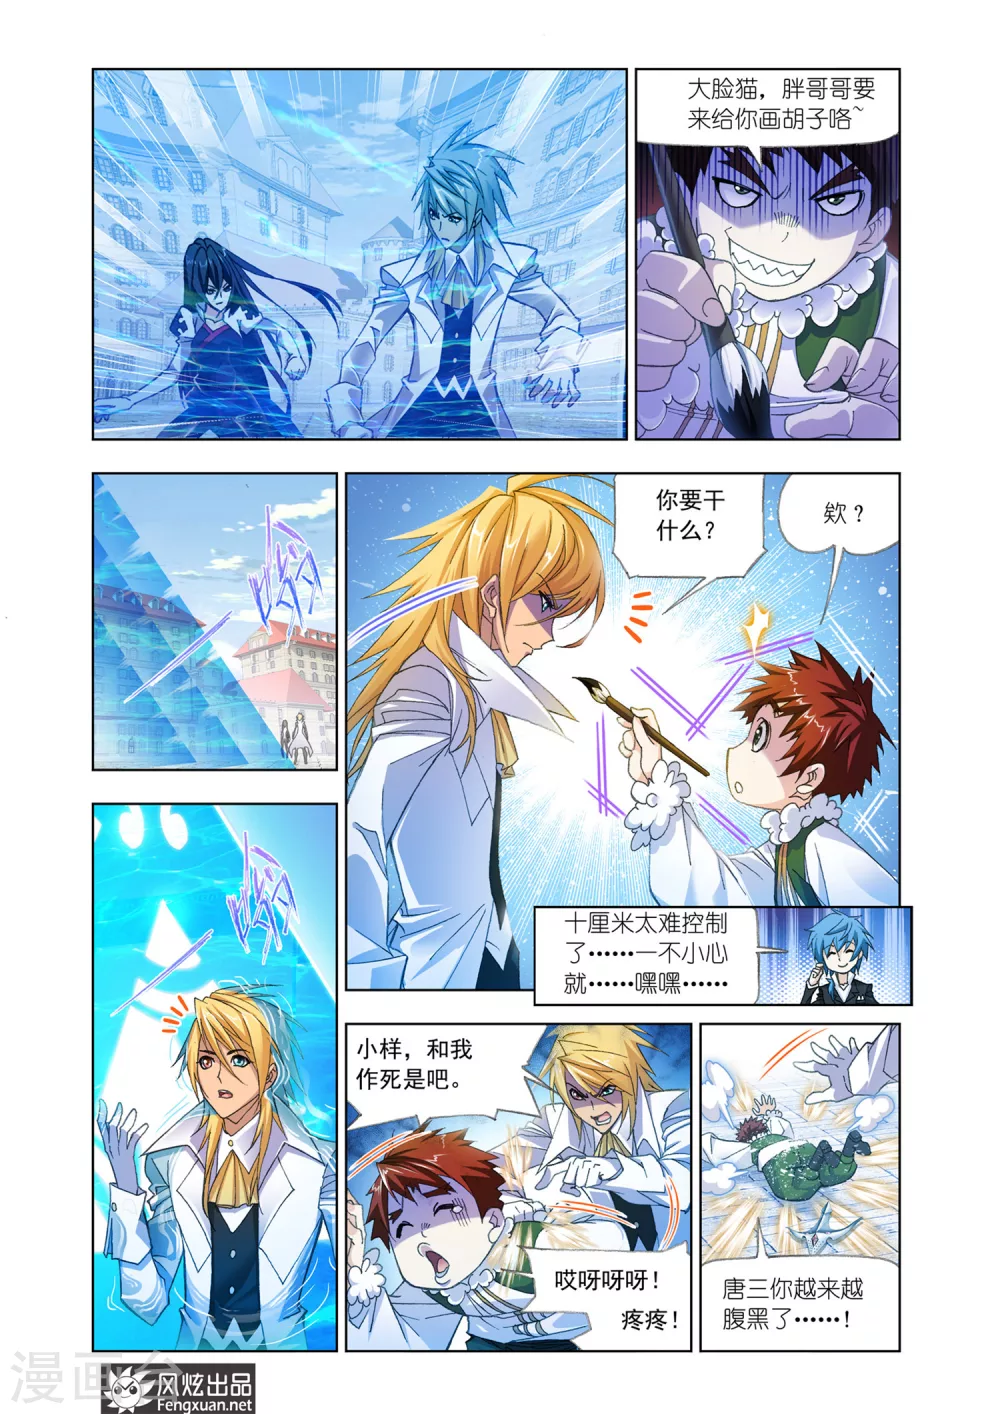 大脸猫，胖哥哥要
来给你画胡子咯~
嗡
你要干
什么？
欸？
嗡
十厘米太难控制
了……一不小心
就……嘿嘿……
小样，和我
作死是吧。
哎呀呀呀！
疼疼！
唐三你越来越
腹黑了……！
漫画台
风炫出品
Fengxuan.net